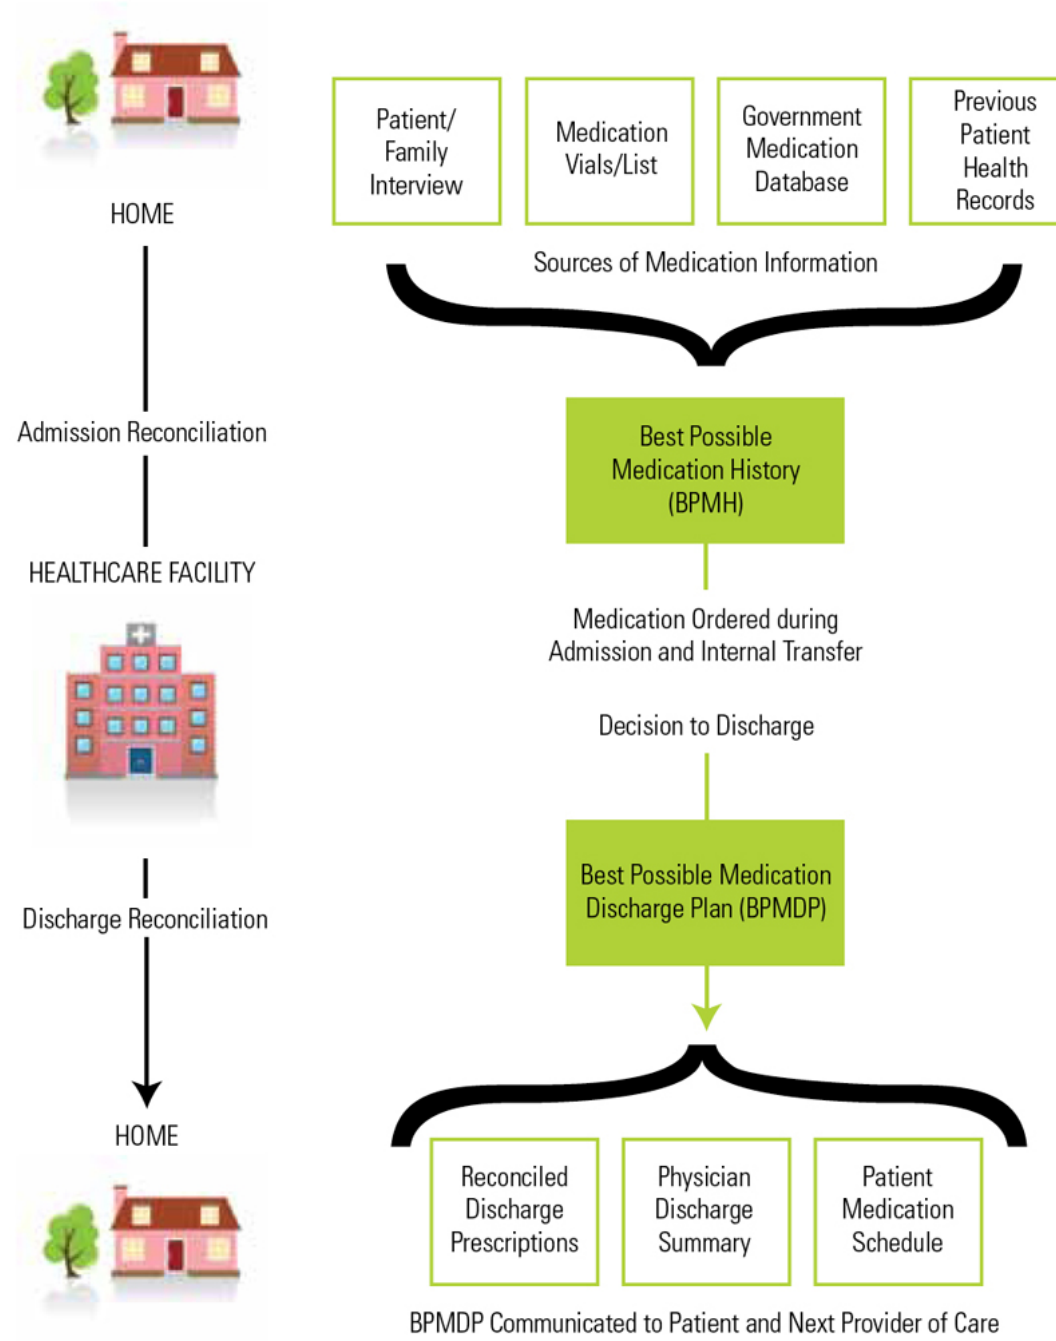 HOME
Admission Reconciliation
HEALTHCARE FACILITY
Discharge Reconciliation
HOME
Patient/
Family
Interview
Medication
Vials/List
Government
Medication
Database
Previous
Patient
Health
Records
Sources of Medication Information
Best Possible
Medication History
(BPMH)
Medication Ordered during
Admission and Internal Transfer
Decision to Discharge
Best Possible Medication
Discharge Plan (BPMDP)
Reconciled
Discharge
Prescriptions
Physician
Discharge
Summary
Patient
Medication
Schedule
BPMDP Communicated to Patient and Next Provider of Care